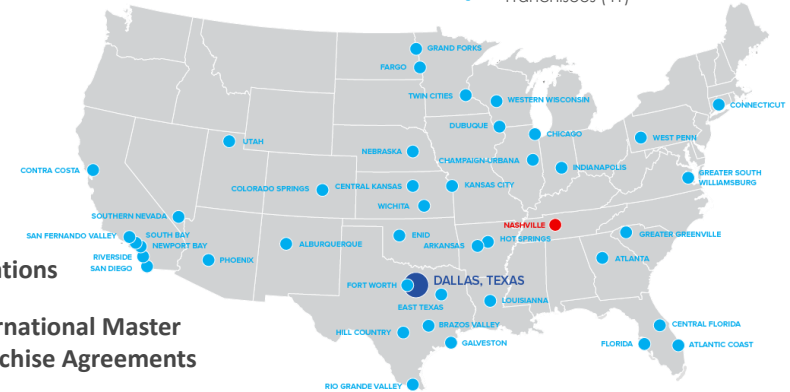 Franchisees
GRAND FORKS
FARGO
TWIN CITIES
WESTERN WISCONSIN
CONNECTICUT
DUBUQUE
CHICAGO
WEST PENN
UTAH
NEBRASKA
CHAMPAIGN-URBANA
INDIANAPOLIS
CONTRA COSTA
GREATER SOUTH
WILLIAMSBURG
COLORADO SPRINGS
CENTRAL KANSAS
KANSAS CITY
WICHITA
SOUTHERN NEVADA
NASHVILLE
SAN FERNANDO VALLEY
SOUTH BAY
NEWPORT BAY
ALBURQUERQUE
ENID
ARKANSAS
HOT SPRINGS
GREATER GREENVILLE
RIVERSIDE
SAN DIEGO
PHOENIX
ATLANTA
ations
FORT WORTH
DALLAS, TEXAS
EAST TEXAS
LOUISIANNA
rnational Master
chise Agreements
HILL COUNTRY
BRAZOS VALLEY
GALVESTON
CENTRAL FLORIDA
FLORIDA
ATLANTIC COAST
RIO GRANDE VALLEY